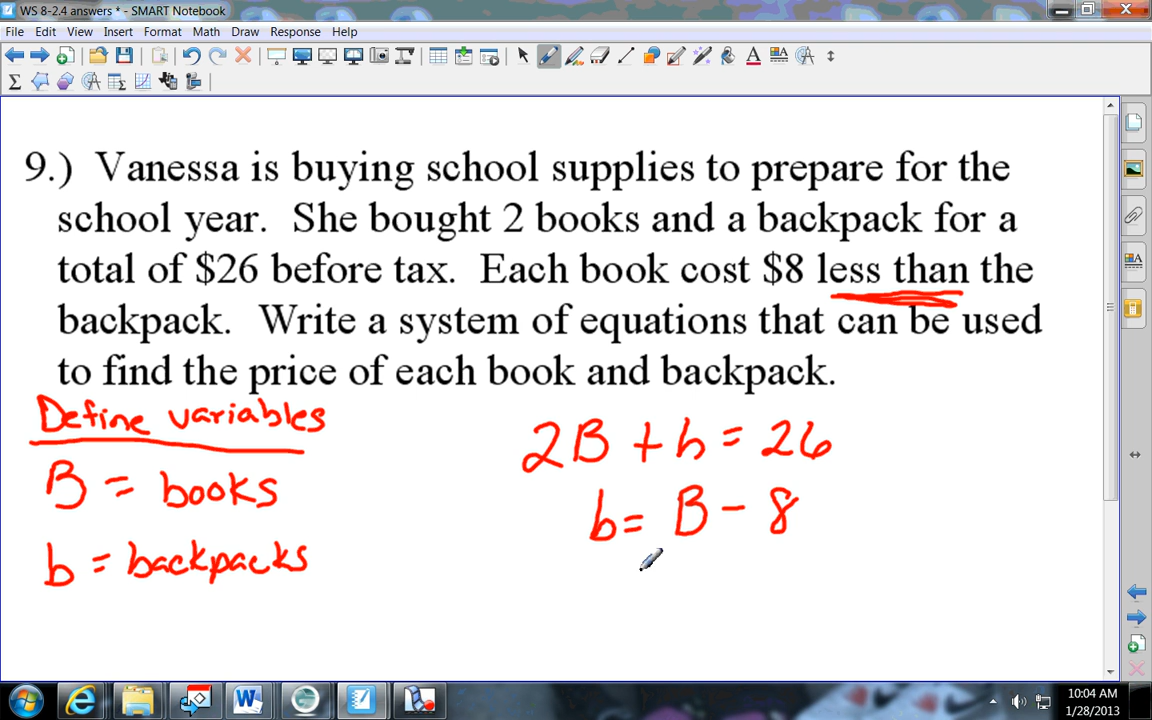 WS 8-2.4 answers * - SMART Notebook
File Edit View Insert Format Math Draw Response Help
9.) Vanessa is buying school supplies to prepare for the
school year. She bought 2 books and a backpack for a
total of $26 before tax. Each book cost $8 less than the
backpack. Write a system of equations that can be used
to find the price of each book and backpack.
Define variables
B = books
b = backpacks
2B + b = 26
b = B - 8
10:04 AM
1/28/2013